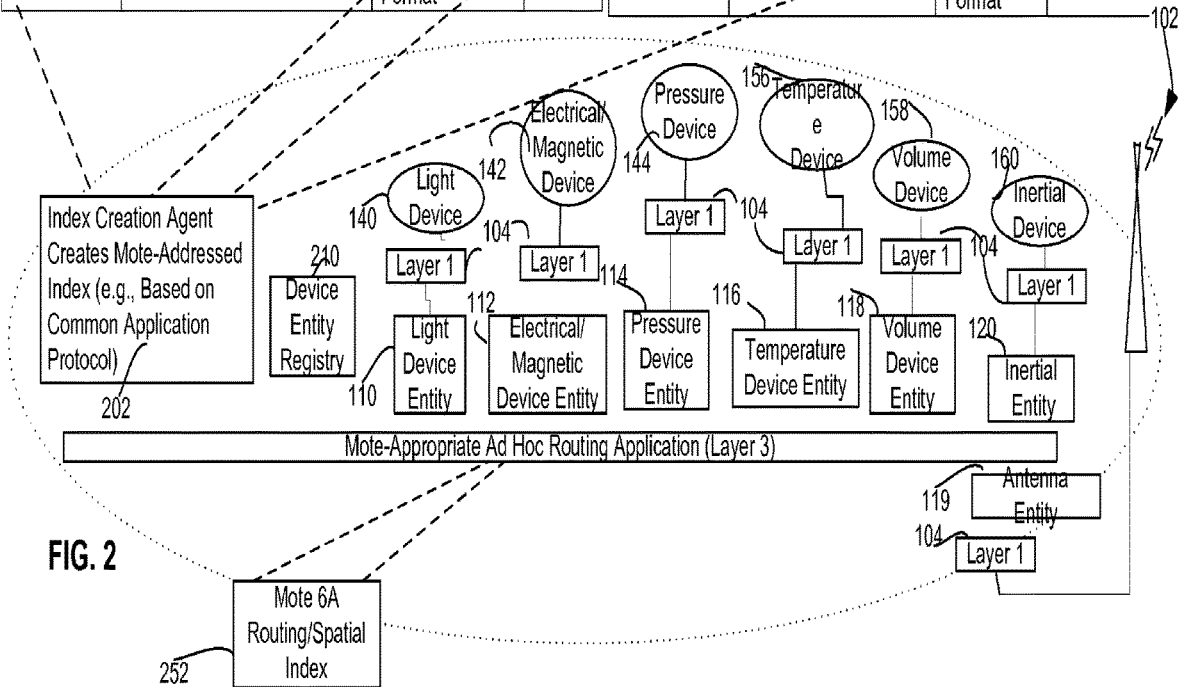 Format
Format
102
156
Temperatur
e
Device
Pressure
Device
144
Electrical/
Magnetic
Device
142
158
Volume
Device
160
Inertial
Device
Light
Device
140
Index Creation Agent
Creates Mote-Addressed
Index (e.g., Based on
Common Application
Protocol)
202
210
Device
Entity
Registry
104
Layer 1
Layer 1
Layer 1
104
Layer 1
Layer 1
104
Layer 1
110
Light
Device
Entity
112
Electrical/
Magnetic
Device Entity
114
Pressure
Device
Entity
116
Temperature
Device Entity
118
Volume
Device
Entity
120
Inertial
Entity
Mote-Appropriate Ad Hoc Routing Application (Layer 3)
119
Antenna
Entity
104
Layer 1
FIG. 2
Mote 6A
Routing/Spatial
Index
252